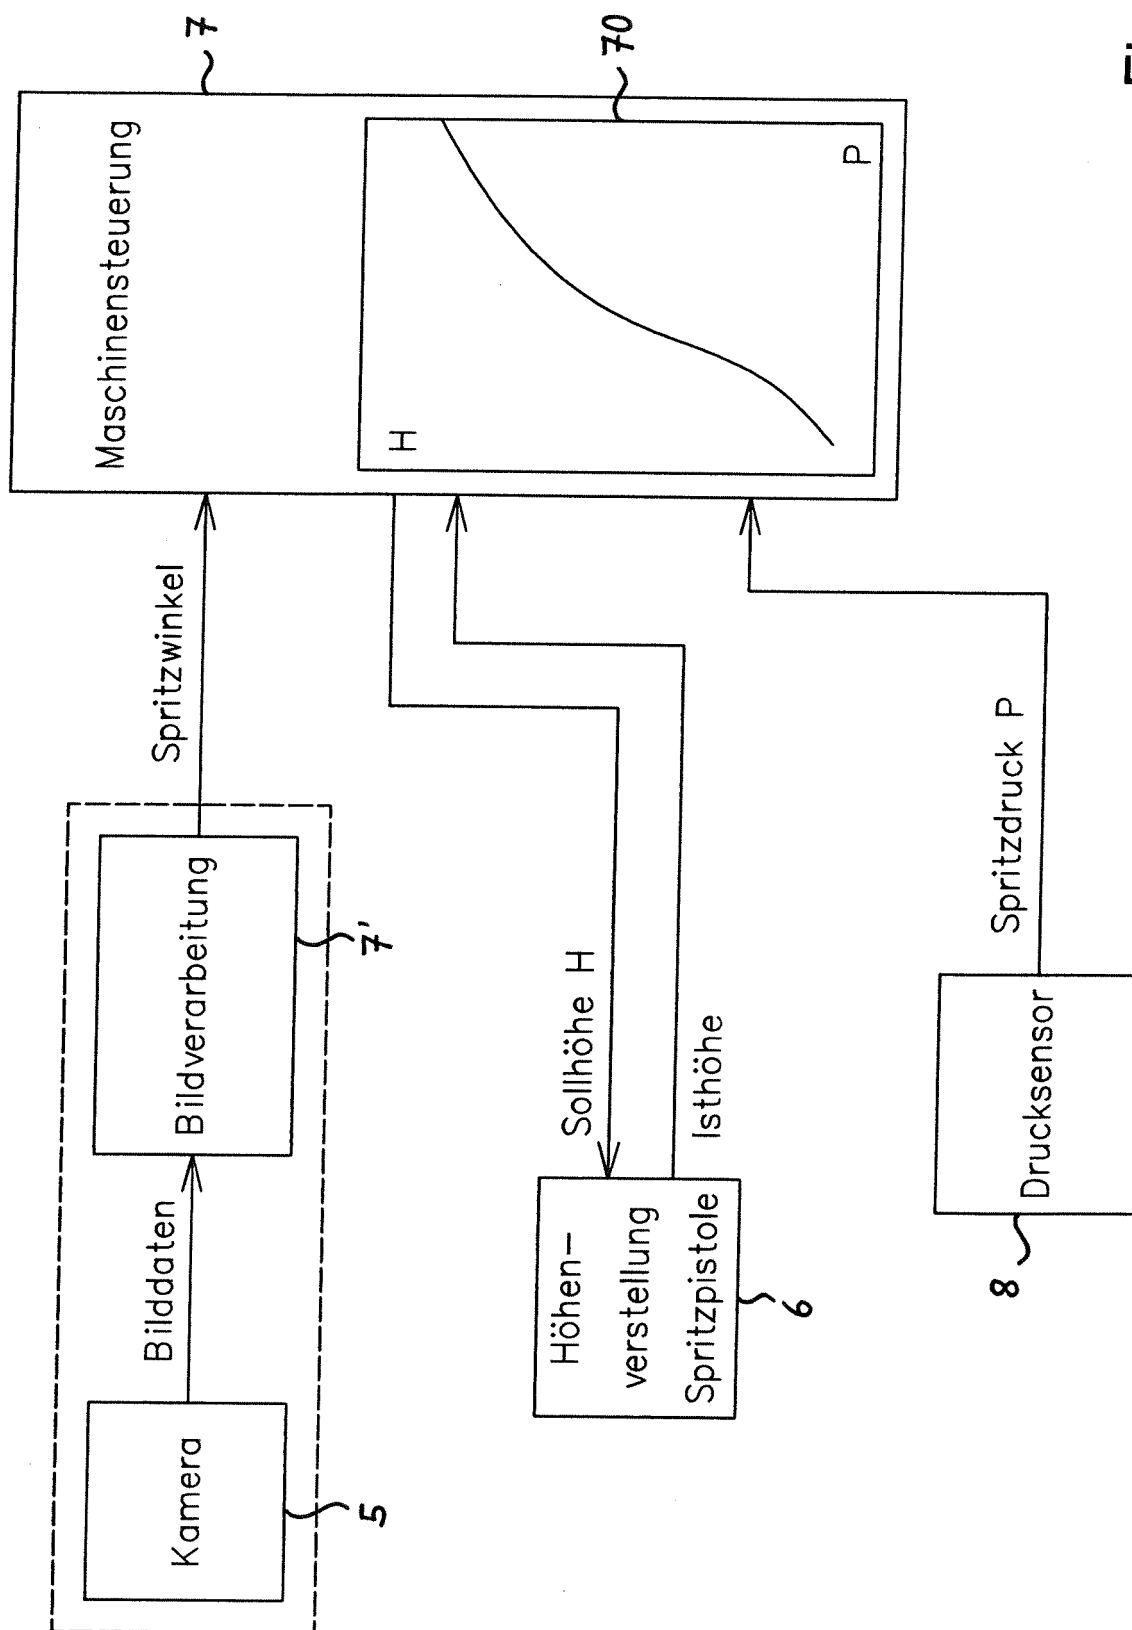 Kamera
5
Bilddaten
Bildverarbeitung
7'
Spritzwinkel
Maschinensteuerung
7
H
P
70
Höhen-
verstellung
Spritzpistole
6
Sollhöhe H
Isthöhe
Drucksensor
8
Spritzdruck P